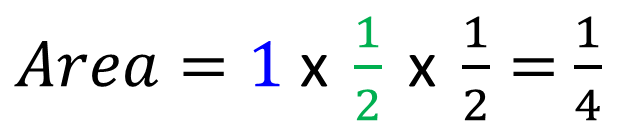 Area = 1 x 1/2 x 1/2 = 1/4